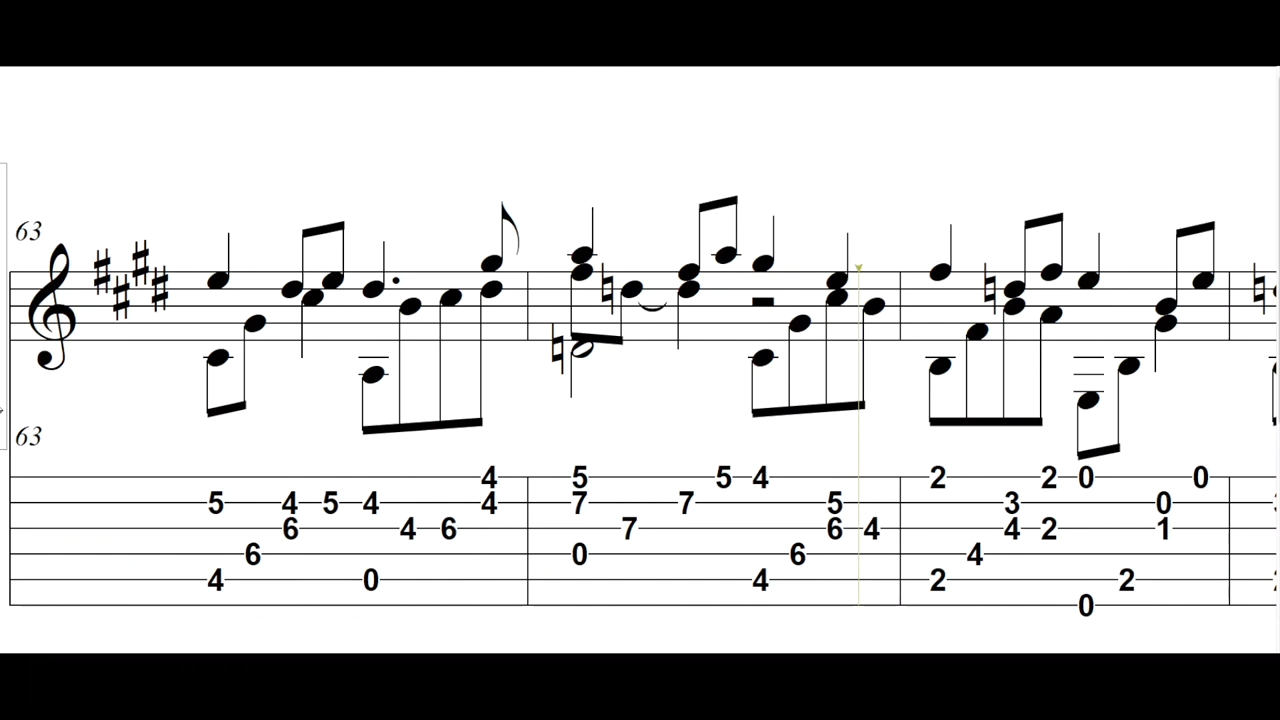 63
63
4 5 5 4 2 2 0 0
5 4 5 4 4 7 7 5 3 0
6 4 6 7 6 4 4 2 1
6 0 6 4
4 0 4 2 2
0